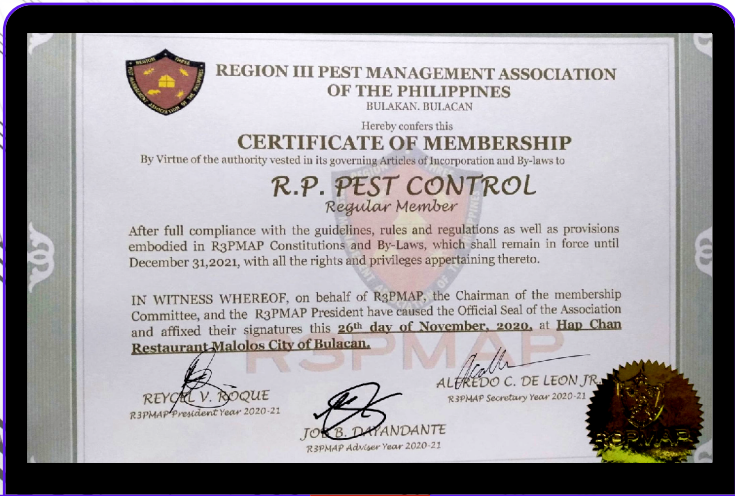 REGION III PEST MANAGEMENT ASSOCIATION
OF THE PHILIPPINES
BULAKAN. BULACAN
Hereby confers this
CERTIFICATE OF MEMBERSHIP
By Virtue of the authority vested in its governing Articles of Incorporation and By-laws to
R.P. PEST CONTROL
Regular Member
After full compliance with the guidelines, rules and regulations as well as provisions
embodied in R3PMAP Constitutions and By-Laws, which shall remain in force until
December 31,2021, with all the rights and privileges appertaining thereto.
IN WITNESS WHEREOF, on behalf of R3PMAP, the Chairman of the membership
Committee, and the R3PMAP President have caused the Official Seal of the Association
and affixed their signatures this 26th day of November, 2020, at Hap Chan
Restaurant Malolos City of Bulacan.
R3PMAP
REYCEL V. ROQUE
R3PMAP President Year 2020-21
ALFREDO C. DE LEON JR.
R3PMAP Secretary Year 2020-21
B. DAYANDANTE
R3PMAP Adviser Year 2020-21
R3PMAP